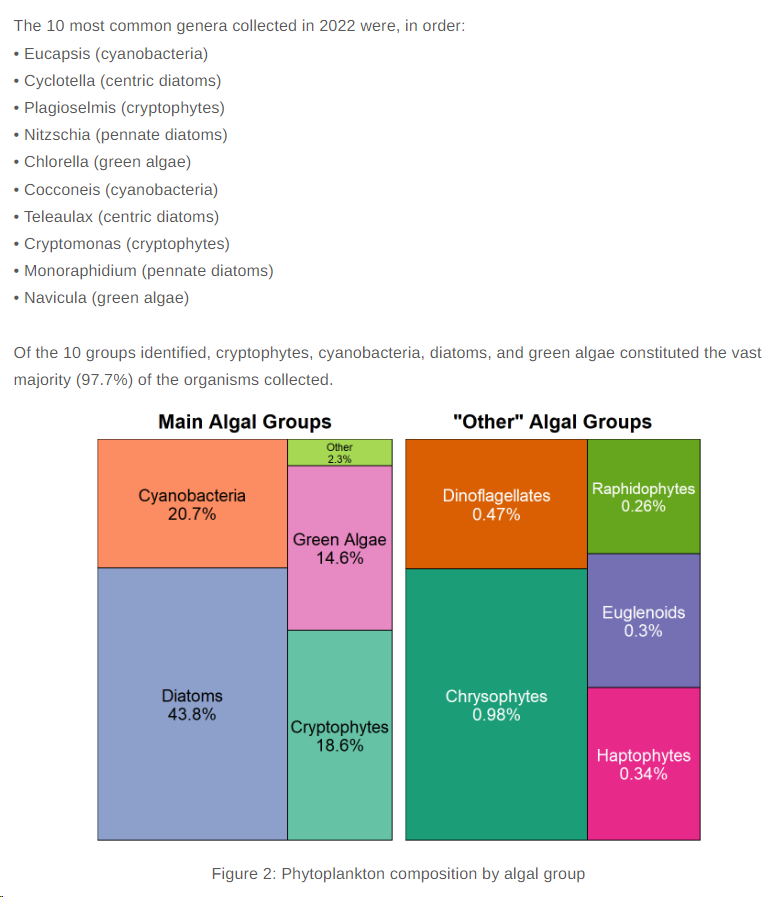 The 10 most common genera collected in 2022 were, in order:
• Eucapsis (cyanobacteria)
• Cyclotella (centric diatoms)
• Plagioselmis (cryptophytes)
• Nitzschia (pennate diatoms)
• Chlorella (green algae)
• Cocconeis (cyanobacteria)
• Teleaulax (centric diatoms)
• Cryptomonas (cryptophytes)
• Monoraphidium (pennate diatoms)
• Navicula (green algae)
Of the 10 groups identified, cryptophytes, cyanobacteria, diatoms, and green algae constituted the vast
majority (97.7%) of the organisms collected.
Main Algal Groups
Cyanobacteria
20.7%
Other
2.3%
Green Algae
14.6%
Diatoms
43.8%
Cryptophytes
18.6%
"Other" Algal Groups
Dinoflagellates
0.47%
Raphidophytes
0.26%
Euglenoids
0.3%
Chrysophytes
0.98%
Haptophytes
0.34%
Figure 2: Phytoplankton composition by algal group